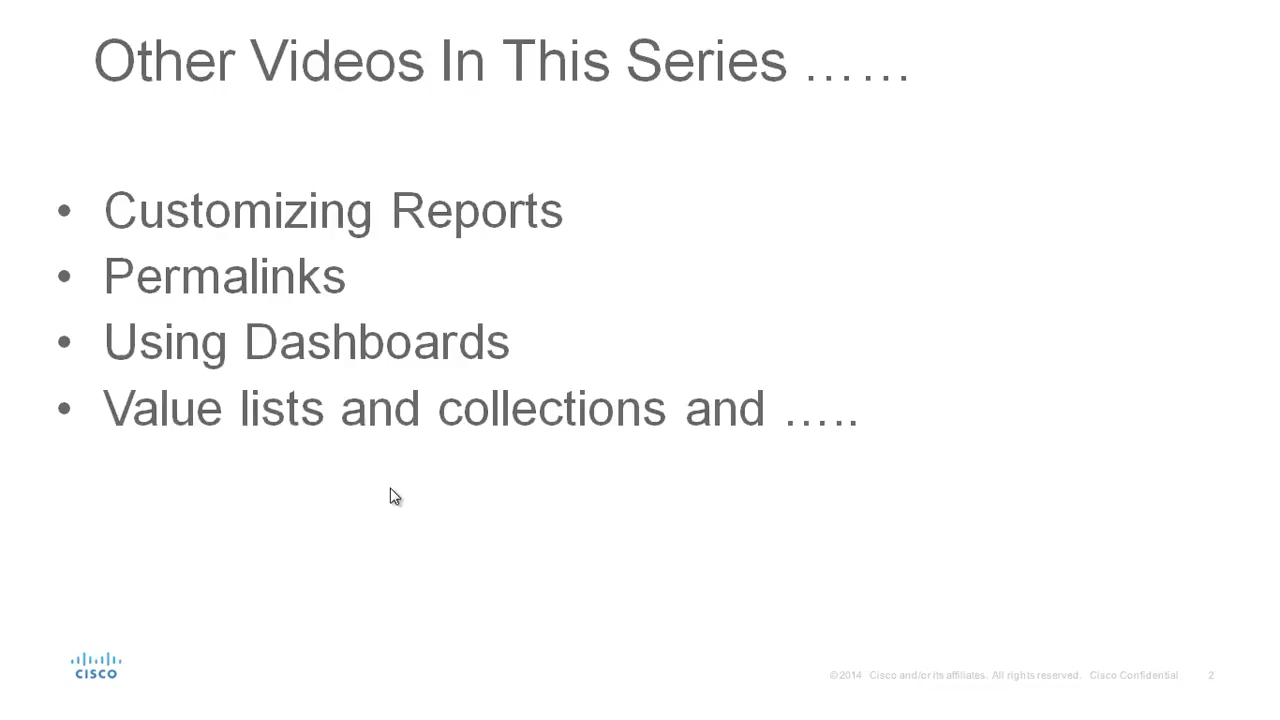 Other Videos In This Series ……
• Customizing Reports
• Permalinks
• Using Dashboards
• Value lists and collections and …..
CISCO
© 2014 Cisco and/or its affiliates. All rights reserved. Cisco Confidential 2